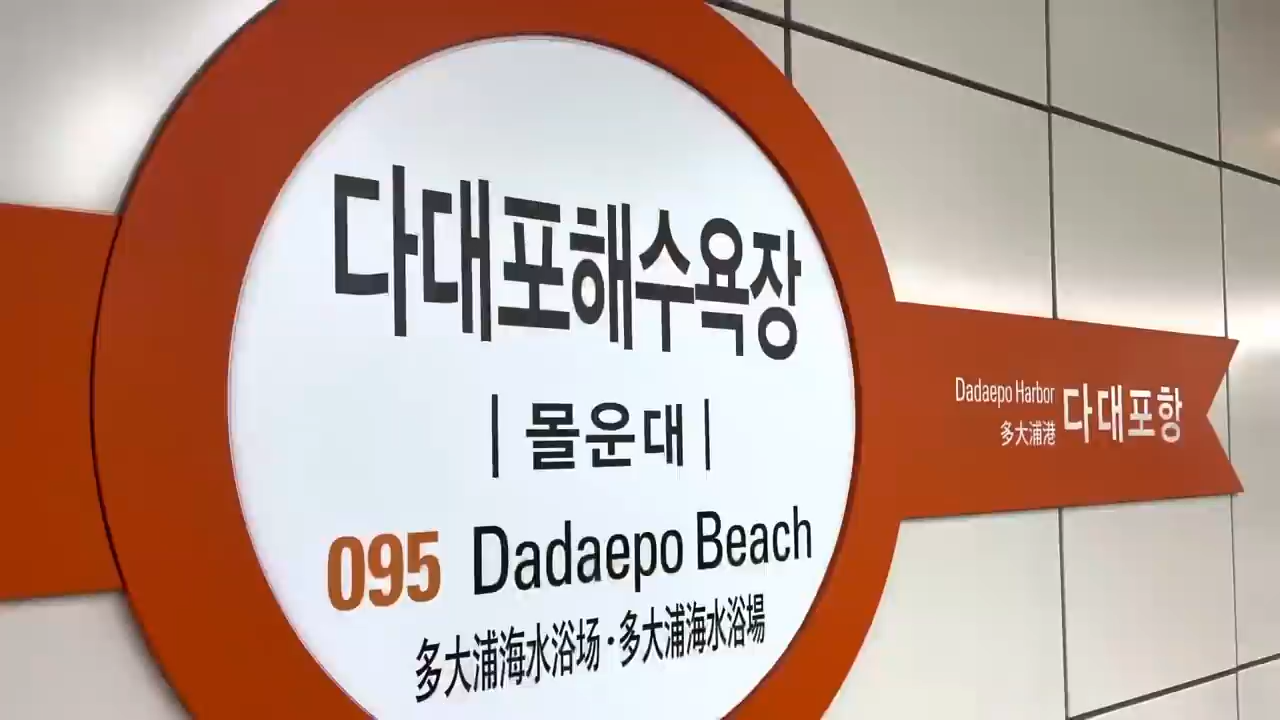 다대포해수욕장
| 몰운대 |
095 Dadaepo Beach
多大浦海水浴场·多大浦海水浴場
Dadaepo Harbor
多大浦港
다대포항